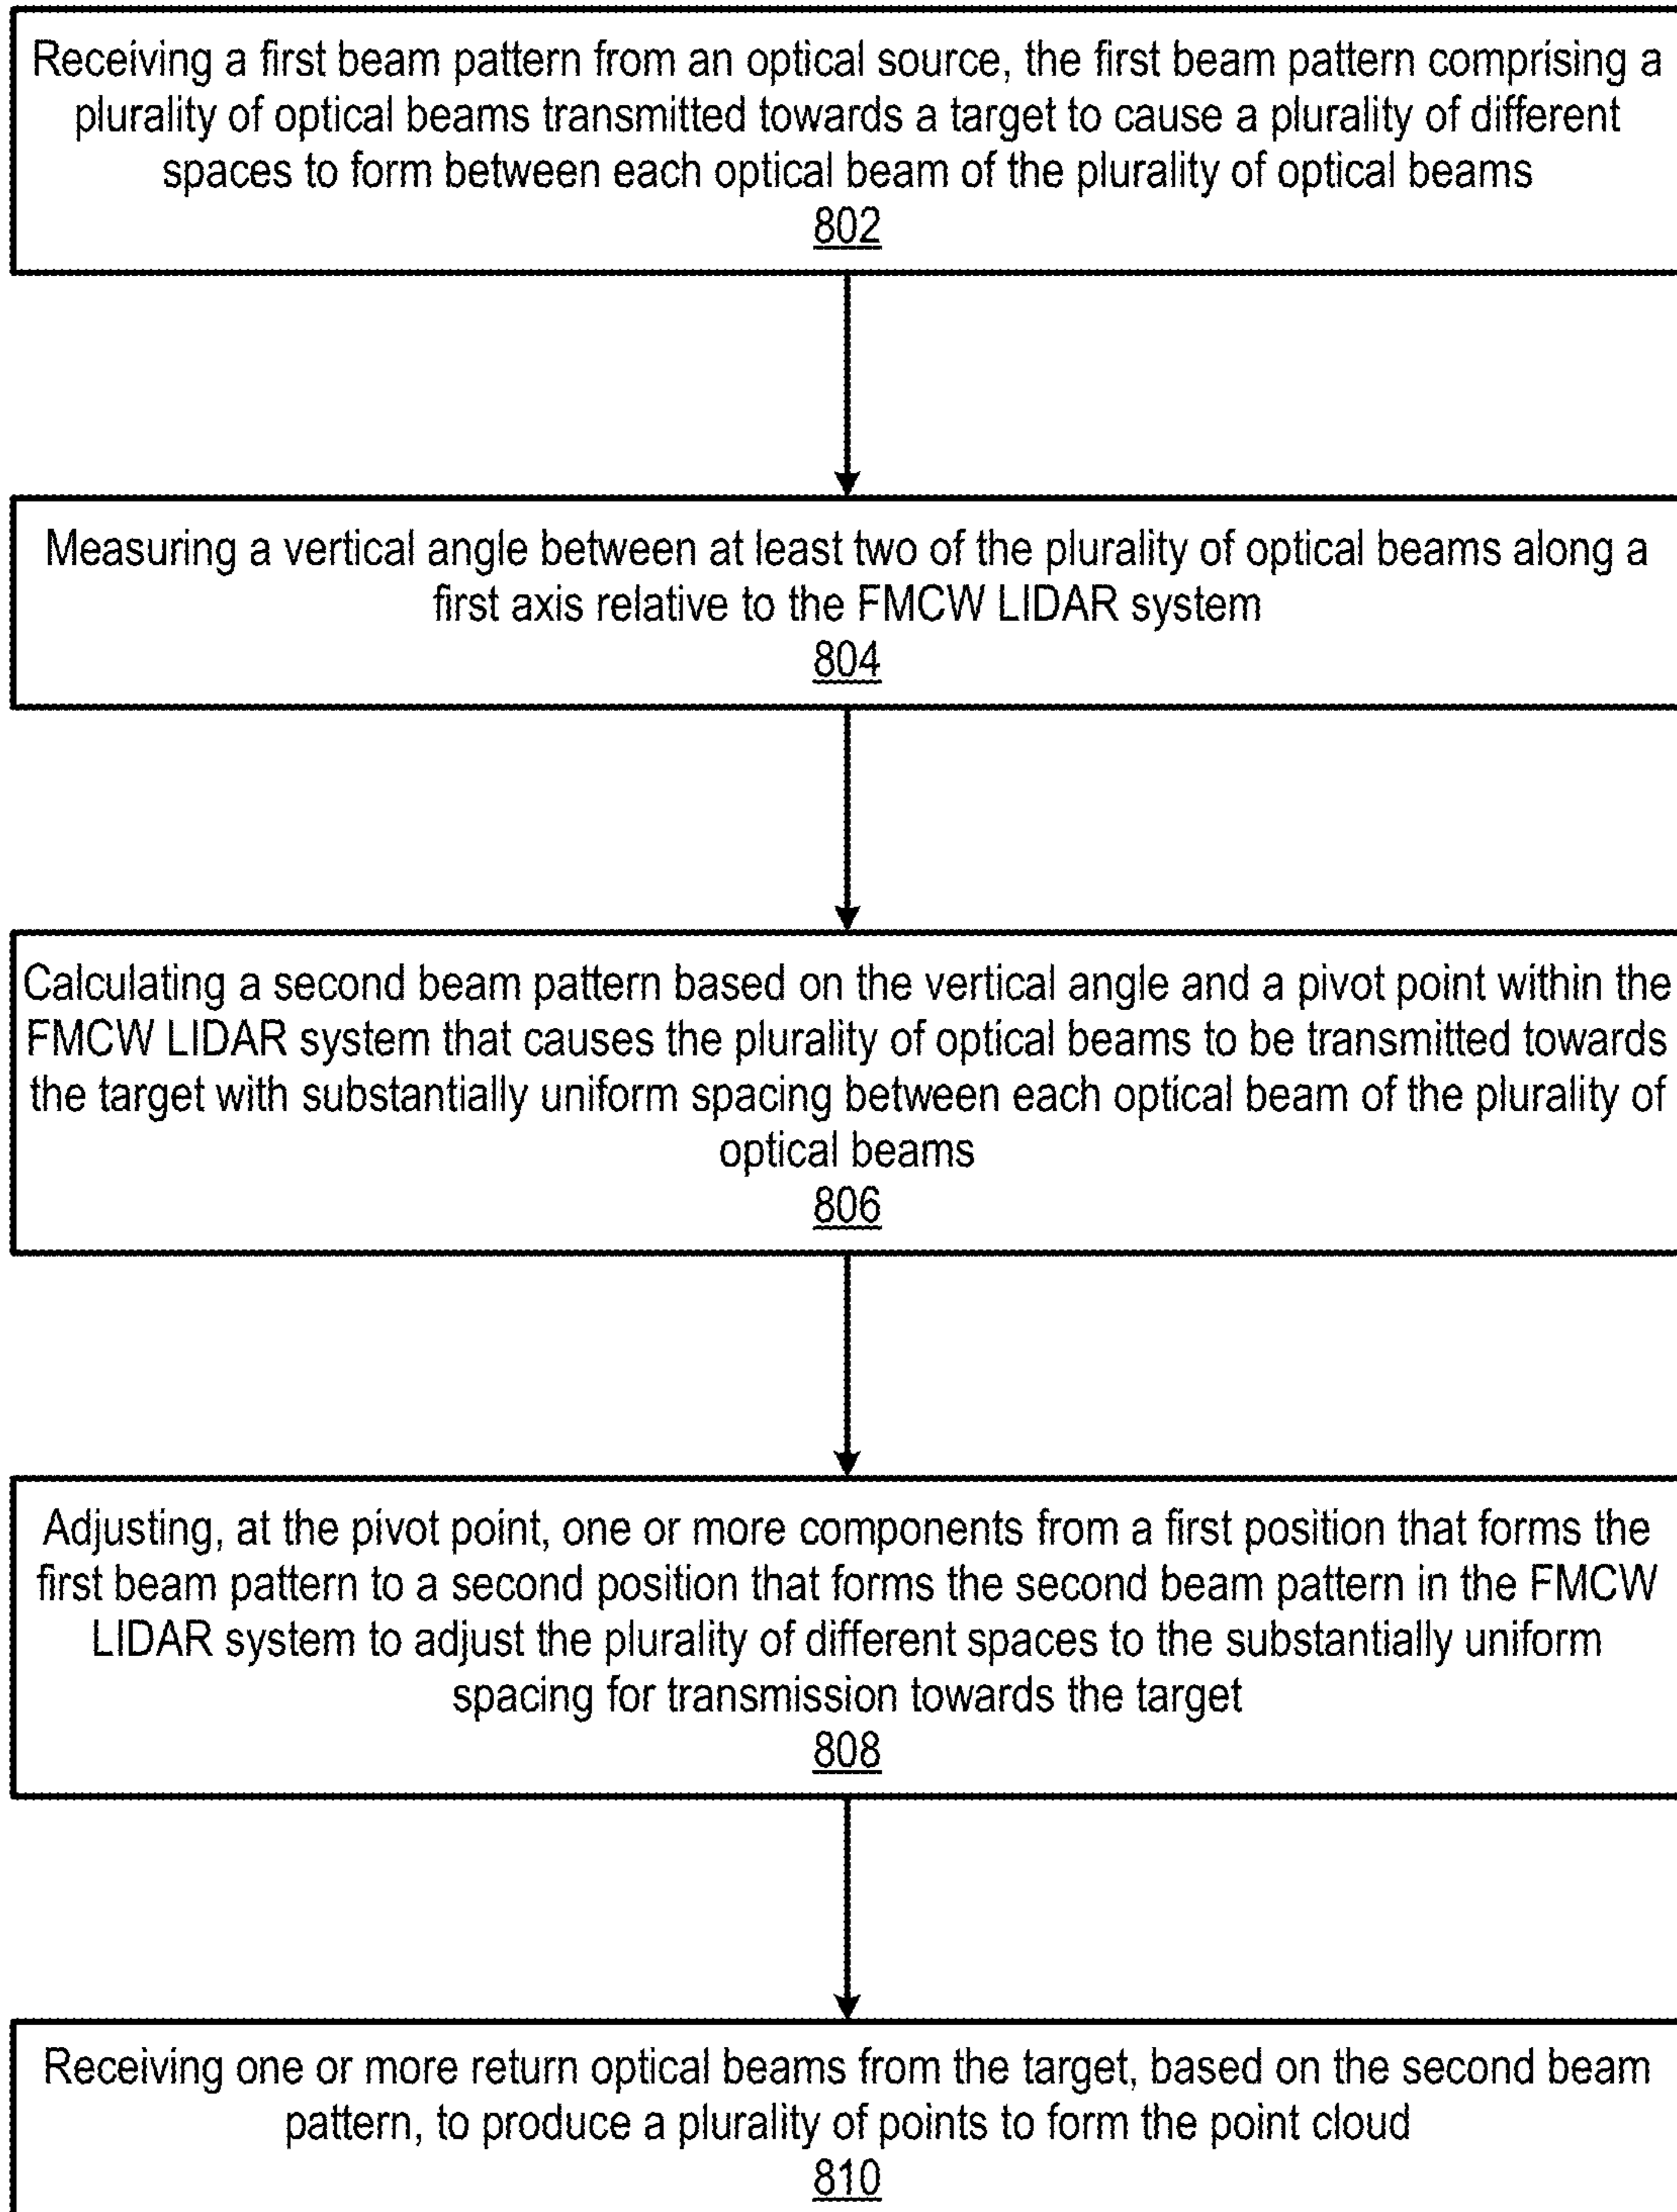 Receiving a first beam pattern from an optical source, the first beam pattern comprising a
plurality of optical beams transmitted towards a target to cause a plurality of different
spaces to form between each optical beam of the plurality of optical beams
802
Measuring a vertical angle between at least two of the plurality of optical beams along a
first axis relative to the FMCW LIDAR system
804
Calculating a second beam pattern based on the vertical angle and a pivot point within the
FMCW LIDAR system that causes the plurality of optical beams to be transmitted towards
the target with substantially uniform spacing between each optical beam of the plurality of
optical beams
806
Adjusting, at the pivot point, one or more components from a first position that forms the
first beam pattern to a second position that forms the second beam pattern in the FMCW
LIDAR system to adjust the plurality of different spaces to the substantially uniform
spacing for transmission towards the target
808
Receiving one or more return optical beams from the target, based on the second beam
pattern, to produce a plurality of points to form the point cloud
810